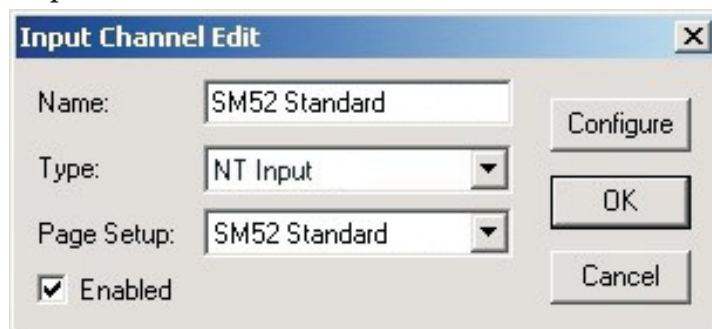 Input Channel Edit
Name: SM52 Standard
Configure
Type: NT Input
OK
Page Setup: SM52 Standard
Enabled
Cancel